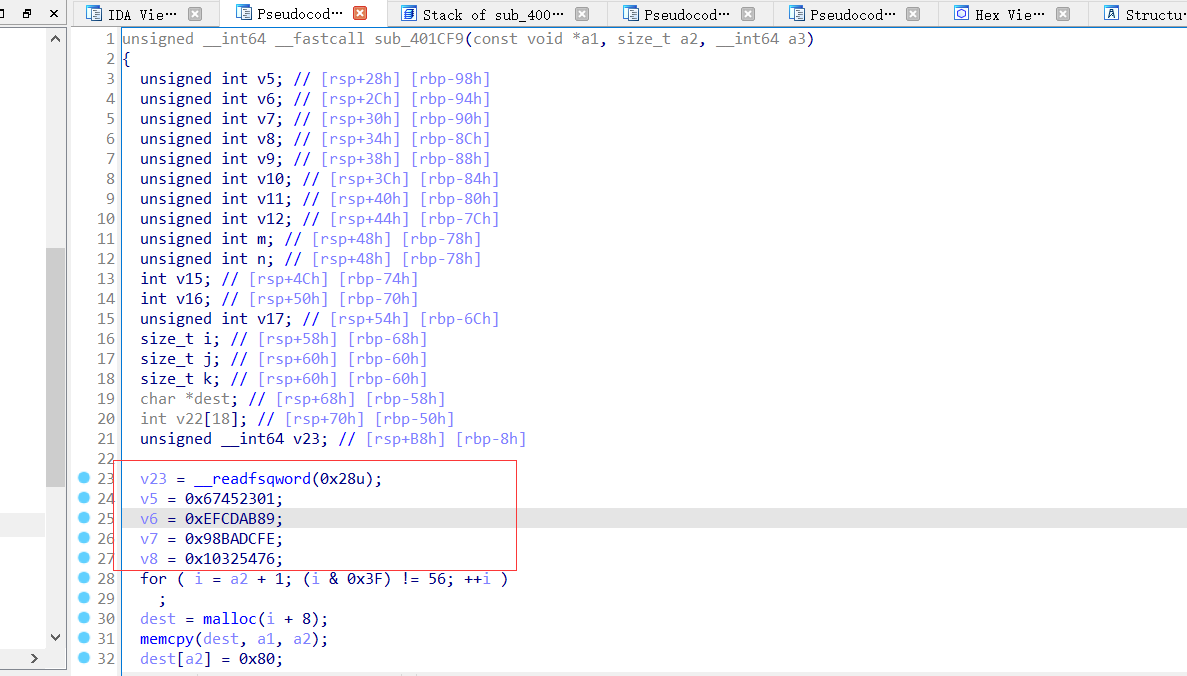 IDA Vie···
Pseudocod···
Stack of sub_400···
Pseudocod···
Pseudocod···
Hex Vie···
Structu
1 unsigned __int64 __fastcall sub_401CF9(const void *a1, size_t a2, __int64 a3)
2 {
3 unsigned int v5; // [rsp+28h] [rbp-98h]
4 unsigned int v6; // [rsp+2Ch] [rbp-94h]
5 unsigned int v7; // [rsp+30h] [rbp-90h]
6 unsigned int v8; // [rsp+34h] [rbp-8Ch]
7 unsigned int v9; // [rsp+38h] [rbp-88h]
8 unsigned int v10; // [rsp+3Ch] [rbp-84h]
9 unsigned int v11; // [rsp+40h] [rbp-80h]
10 unsigned int v12; // [rsp+44h] [rbp-7Ch]
11 unsigned int m; // [rsp+48h] [rbp-78h]
12 unsigned int n; // [rsp+48h] [rbp-78h]
13 int v15; // [rsp+4Ch] [rbp-74h]
14 int v16; // [rsp+50h] [rbp-70h]
15 unsigned int v17; // [rsp+54h] [rbp-6Ch]
16 size_t i; // [rsp+58h] [rbp-68h]
17 size_t j; // [rsp+60h] [rbp-60h]
18 size_t k; // [rsp+60h] [rbp-60h]
19 char *dest; // [rsp+68h] [rbp-58h]
20 int v22[18]; // [rsp+70h] [rbp-50h]
21 unsigned __int64 v23; // [rsp+B8h] [rbp-8h]
22
23 v23 = __readfsqword(0x28u);
24 v5 = 0x67452301;
25 v6 = 0xEFCDAB89;
26 v7 = 0x98BADCFE;
27 v8 = 0x10325476;
28 for ( i = a2 + 1; (i & 0x3F) != 56; ++i )
29 ;
30 dest = malloc(i + 8);
31 memcpy(dest, a1, a2);
32 dest[a2] = 0x80;